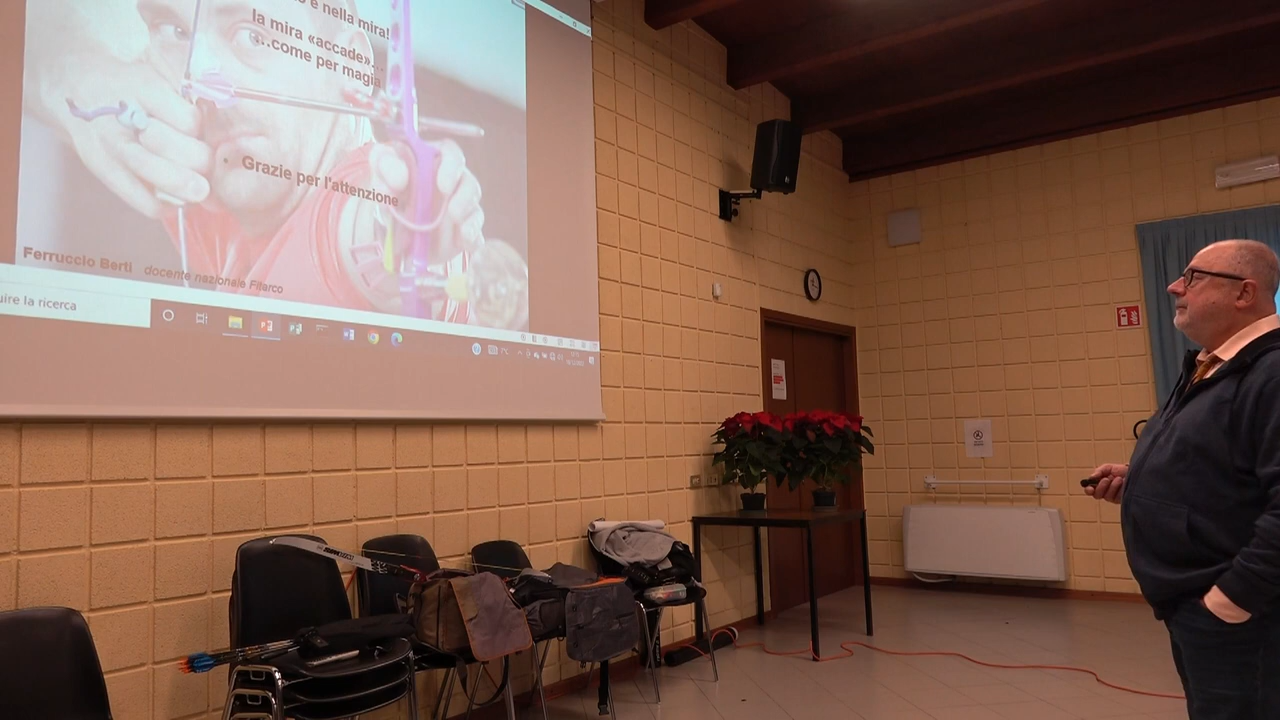 è nella mira!
la mira «accade»...
...come per magia
Grazie per l'attenzione
Ferruccio Berti docente nazionale Fitarco
uire la ricerca